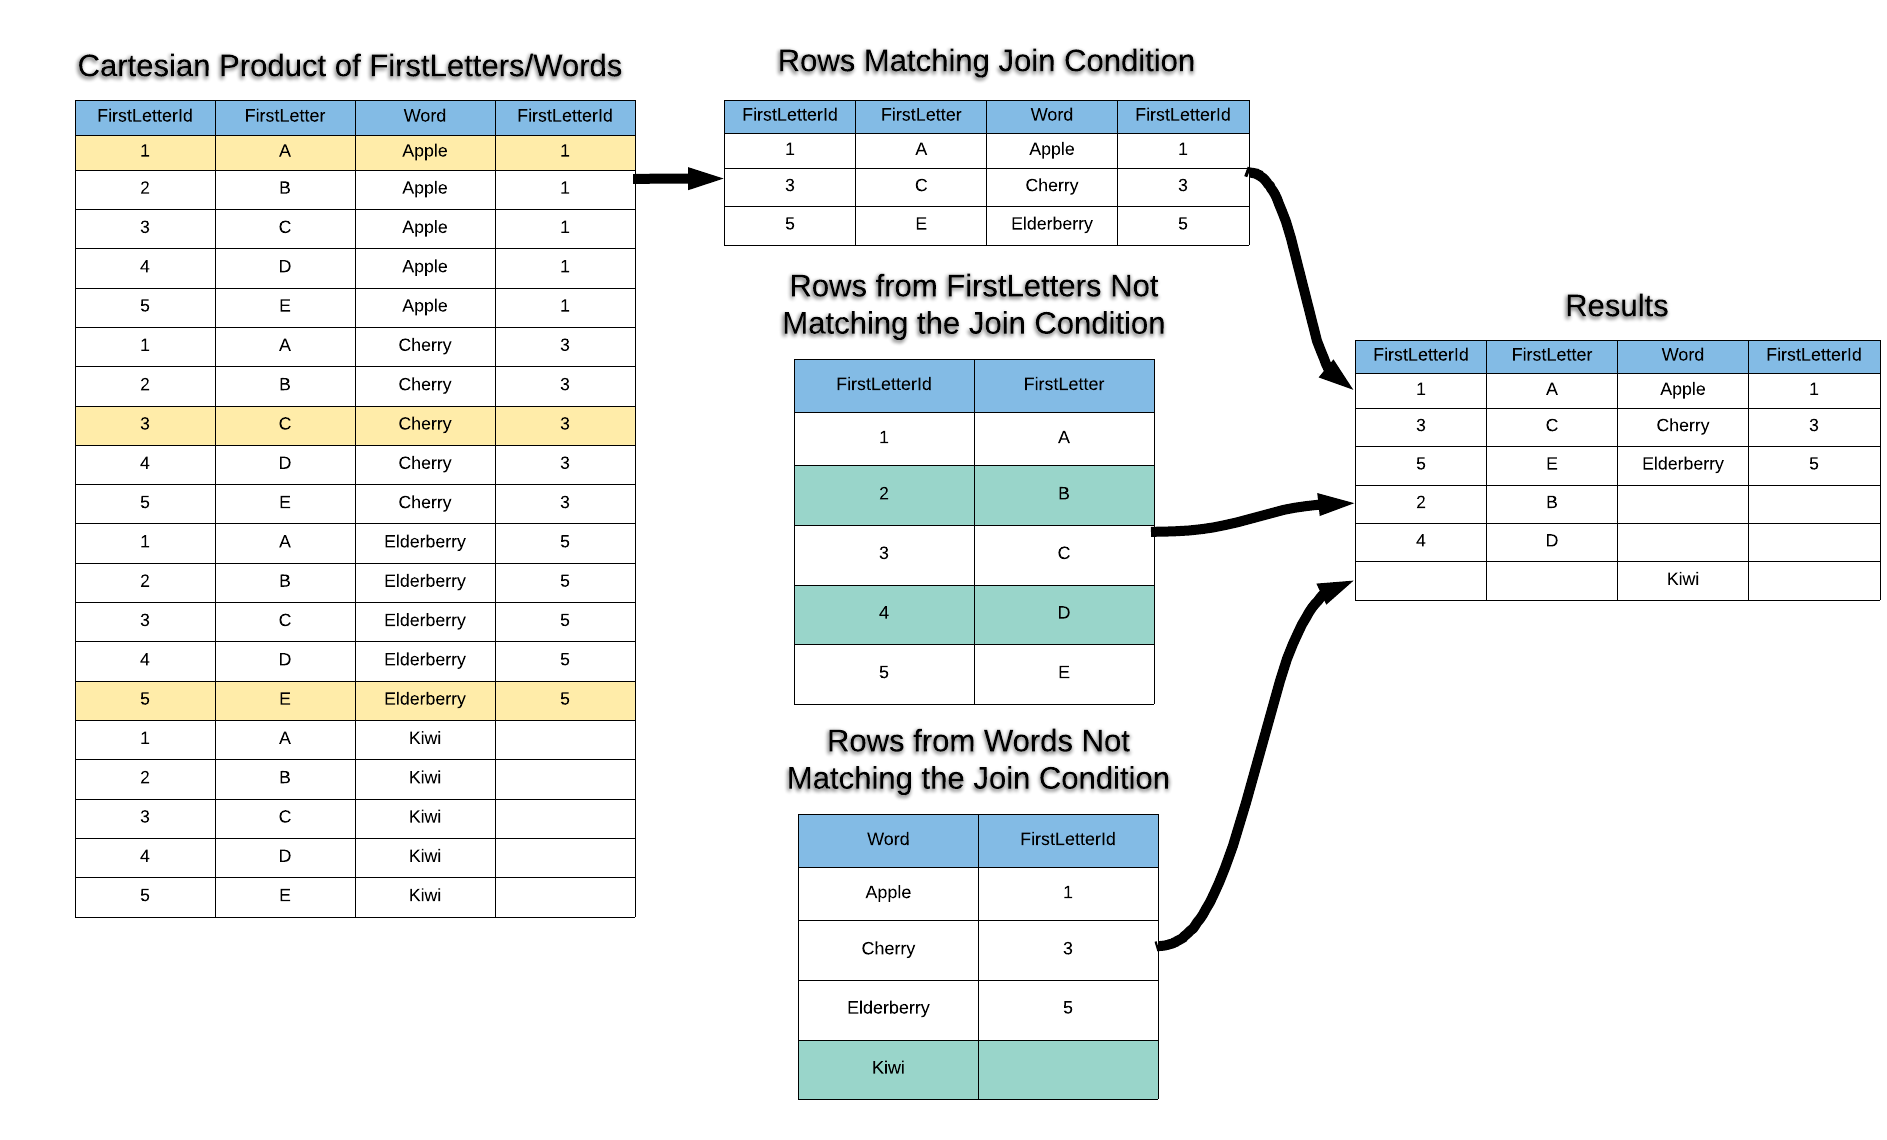 Cartesian Product of FirstLetters/Words
FirstLetterId FirstLetter Word FirstLetterId
1 A Apple 1
2 B Apple 1
3 C Apple 1
4 D Apple 1
5 E Apple 1
1 A Cherry 3
2 B Cherry 3
3 C Cherry 3
4 D Cherry 3
5 E Cherry 3
1 A Elderberry 5
2 B Elderberry 5
3 C Elderberry 5
4 D Elderberry 5
5 E Elderberry 5
1 A Kiwi
2 B Kiwi
3 C Kiwi
4 D Kiwi
5 E Kiwi
Rows Matching Join Condition
FirstLetterId FirstLetter Word FirstLetterId
1 A Apple 1
3 C Cherry 3
5 E Elderberry 5
Rows from FirstLetters Not
Matching the Join Condition
FirstLetterId FirstLetter
1 A
2 B
3 C
4 D
5 E
Rows from Words Not
Matching the Join Condition
Word FirstLetterId
Apple 1
Cherry 3
Elderberry 5
Kiwi
Results
FirstLetterId FirstLetter Word FirstLetterId
1 A Apple 1
3 C Cherry 3
5 E Elderberry 5
2 B
4 D
Kiwi